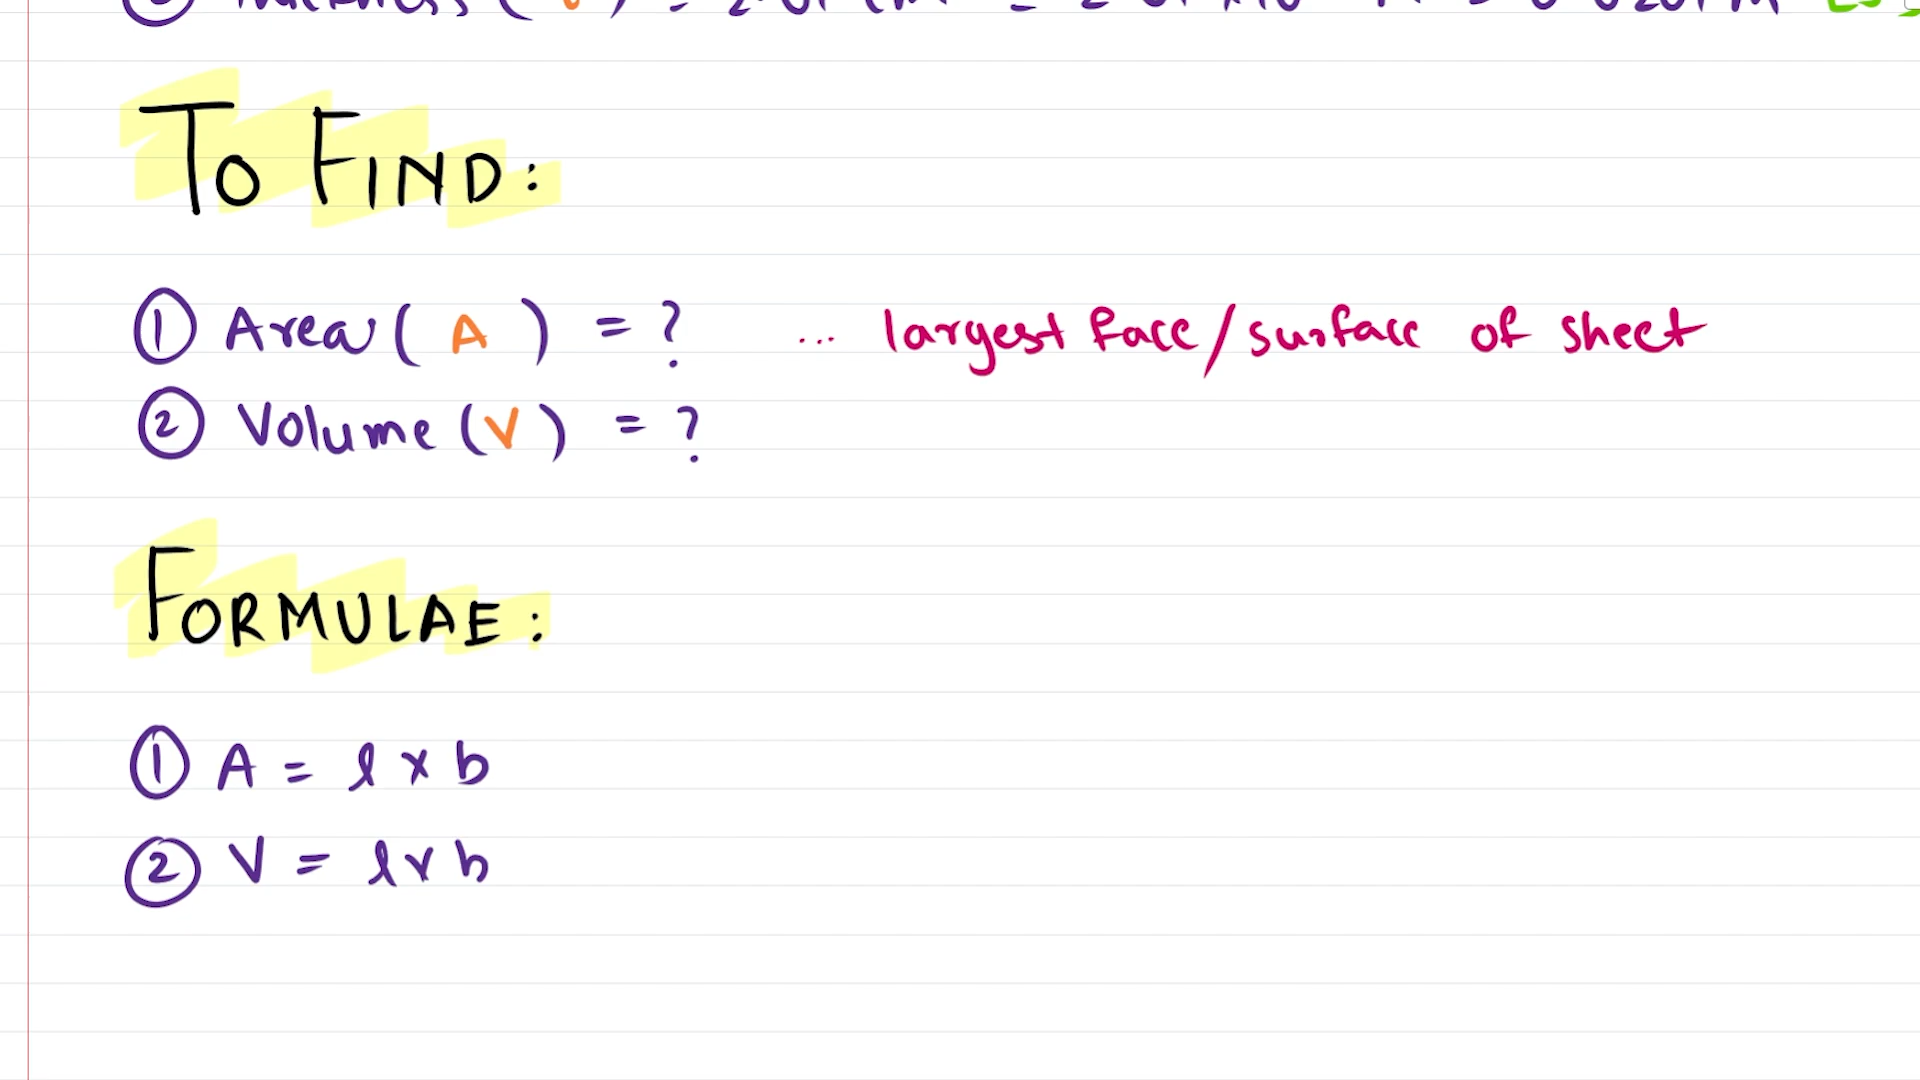 TO FIND:
① Area ( A ) = ? ... largest face/surface of sheet
② Volume (V) = ?
FORMULAE:
① A = l x b
② V = l x b